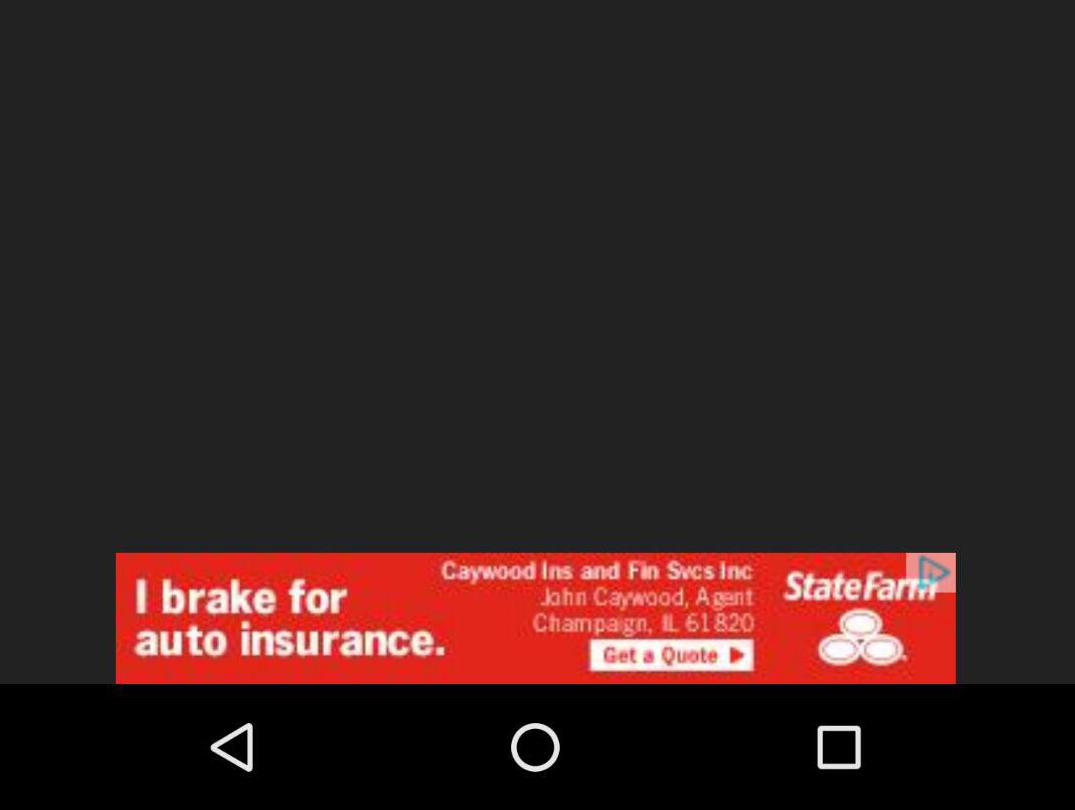 I brake for
auto insurance.
Caywood Ins and Fin Svcs Inc
John Caywood, Agent
Champaign, IL 61820
Get a Quote
StateFarm